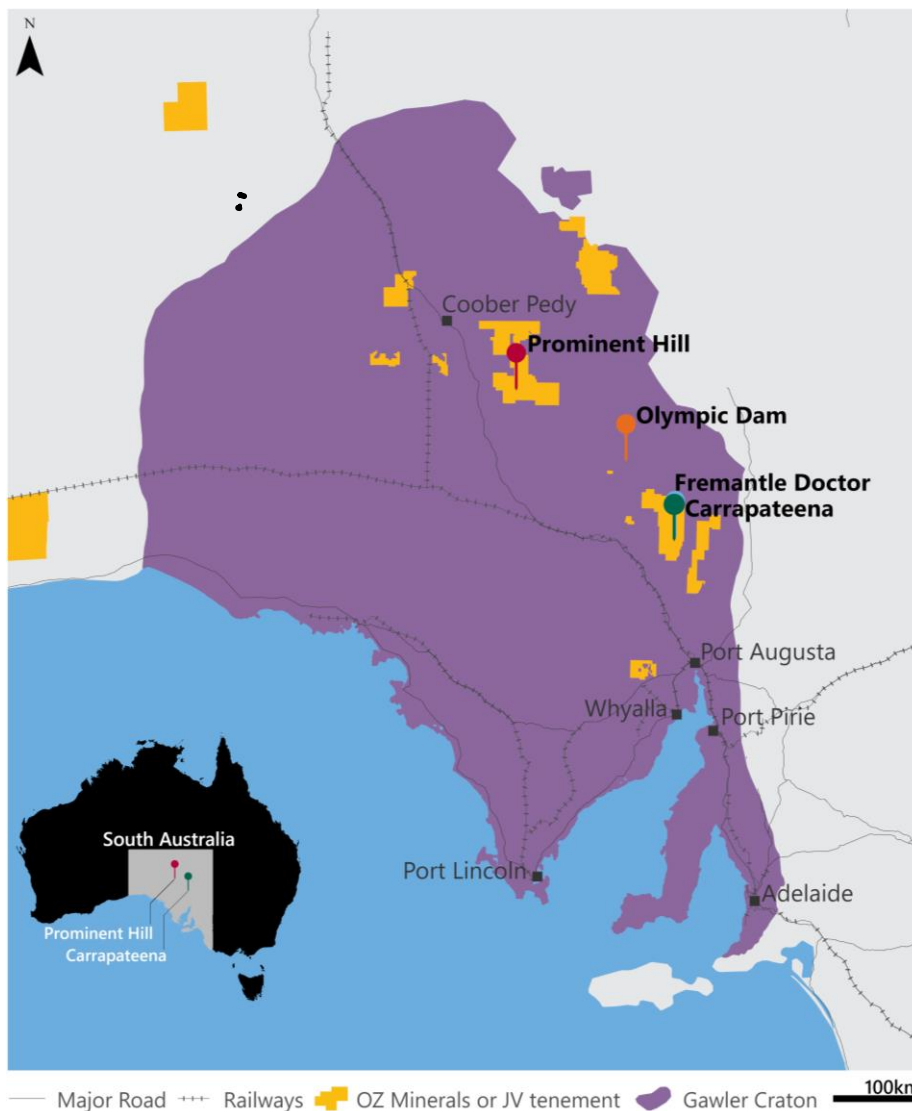 N
Coober Pedy
Prominent Hill
Olympic Dam
Fremantle Doctor
Carrapateena
Port Augusta
Whyalla
Port Pirie
South Australia
Port Lincoln
Adelaide
Prominent Hill
Carrapateena
Major Road
Railways
OZ Minerals or JV tenement
Gawler Craton
100km